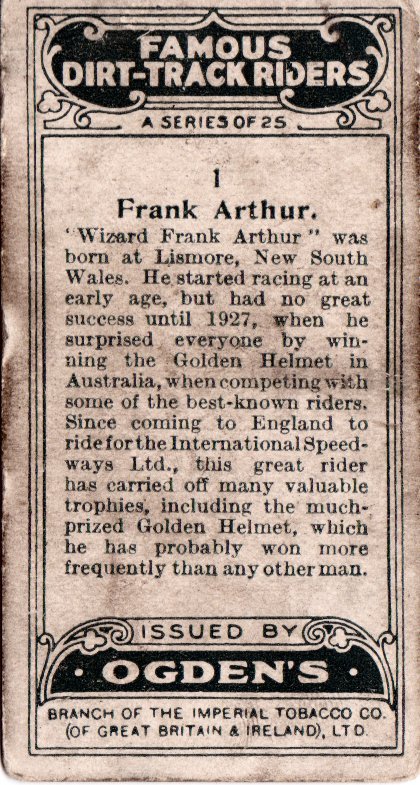 FAMOUS
DIRT-TRACK RIDERS
A SERIES OF 25
1
Frank Arthur.
"Wizard Frank Arthur" was
born at Lismore, New South
Wales. He started racing at an
early age, but had no great
success until 1927, when he
surprised everyone by win-
ning the Golden Helmet in
Australia, when competing with
some of the best-known riders.
Since coming to England to
ride for the International Speed-
ways Ltd., this great rider
has carried off many valuable
trophies, including the much-
prized Golden Helmet, which
he has probably won more
frequently than any other man.
ISSUED BY
· OGDEN'S ·
BRANCH OF THE IMPERIAL TOBACCO CO.
(OF GREAT BRITAIN & IRELAND), LTD.